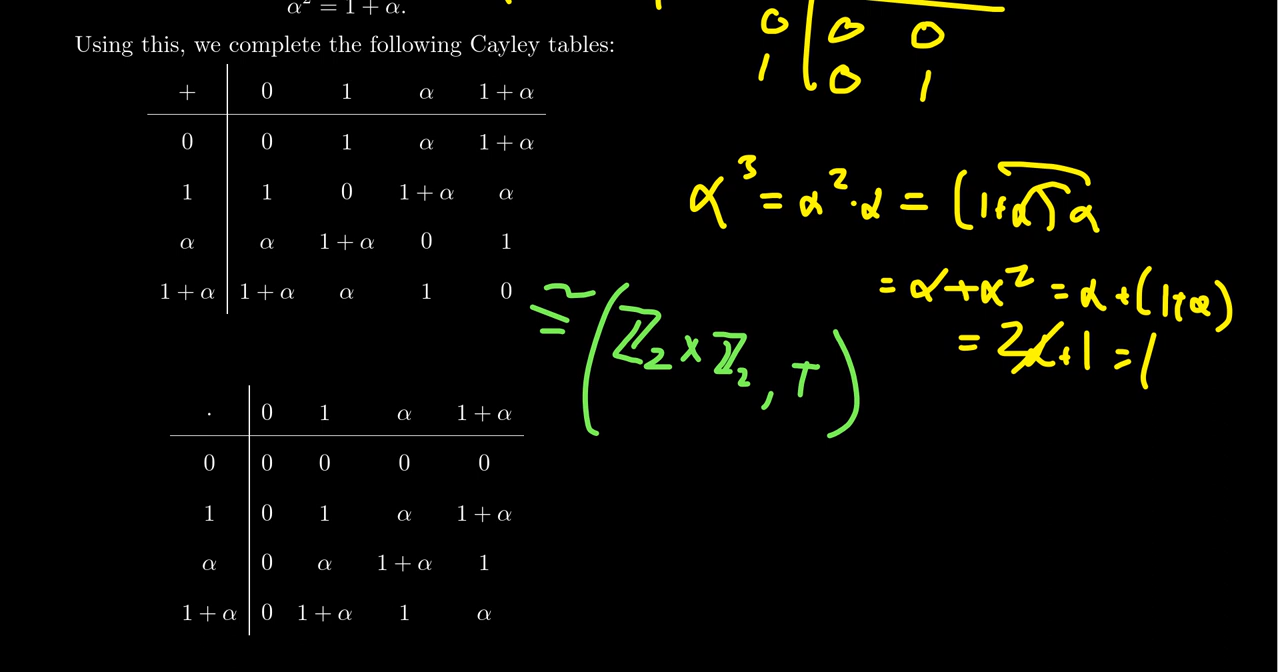 α² = 1 + α.
Using this, we complete the following Cayley tables:
+ 0 1 α 1 + α
0 0 1 α 1 + α
1 1 0 1 + α α
α α 1 + α 0 1
1 + α 1 + α α 1 0
· 0 1 α 1 + α
0 0 0 0 0
1 0 1 α 1 + α
α 0 α 1 + α 1
1 + α 0 1 + α 1 α
0 0 0
1 0 1
α³ = α² · α = (1+α) α
= α + α² = α + (1+α)
= 2α + 1 = 1
≅ (ℤ₂ × ℤ₂, +)